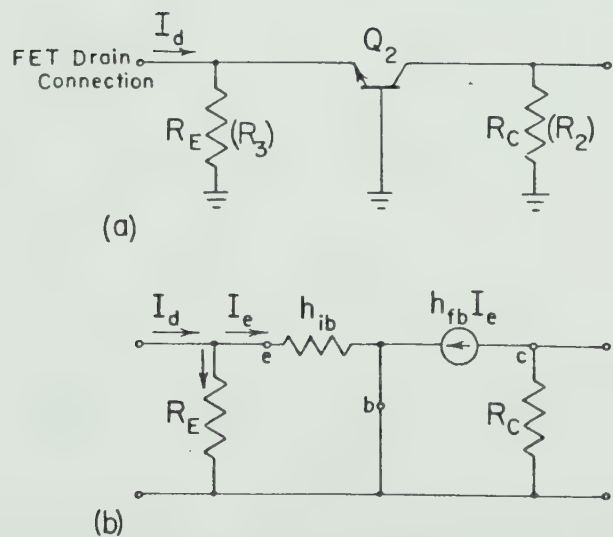 I_d
Q_2
FET Drain
Connection
R_E (R_3)
R_C (R_2)
(a)
I_d I_e h_ib h_fb I_e
e c
b
R_E R_C
(b)